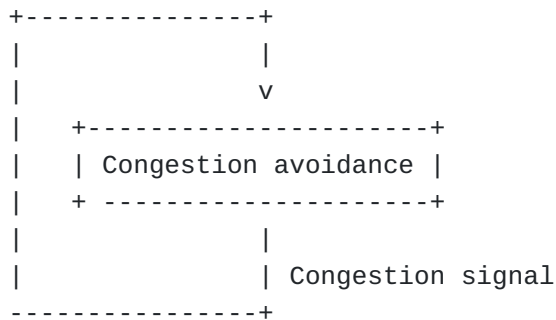 +---------------+
|               |
|               v
|   +----------------------+
|   | Congestion avoidance |
|   + ---------------------+
|               |
|               | Congestion signal
----------------+